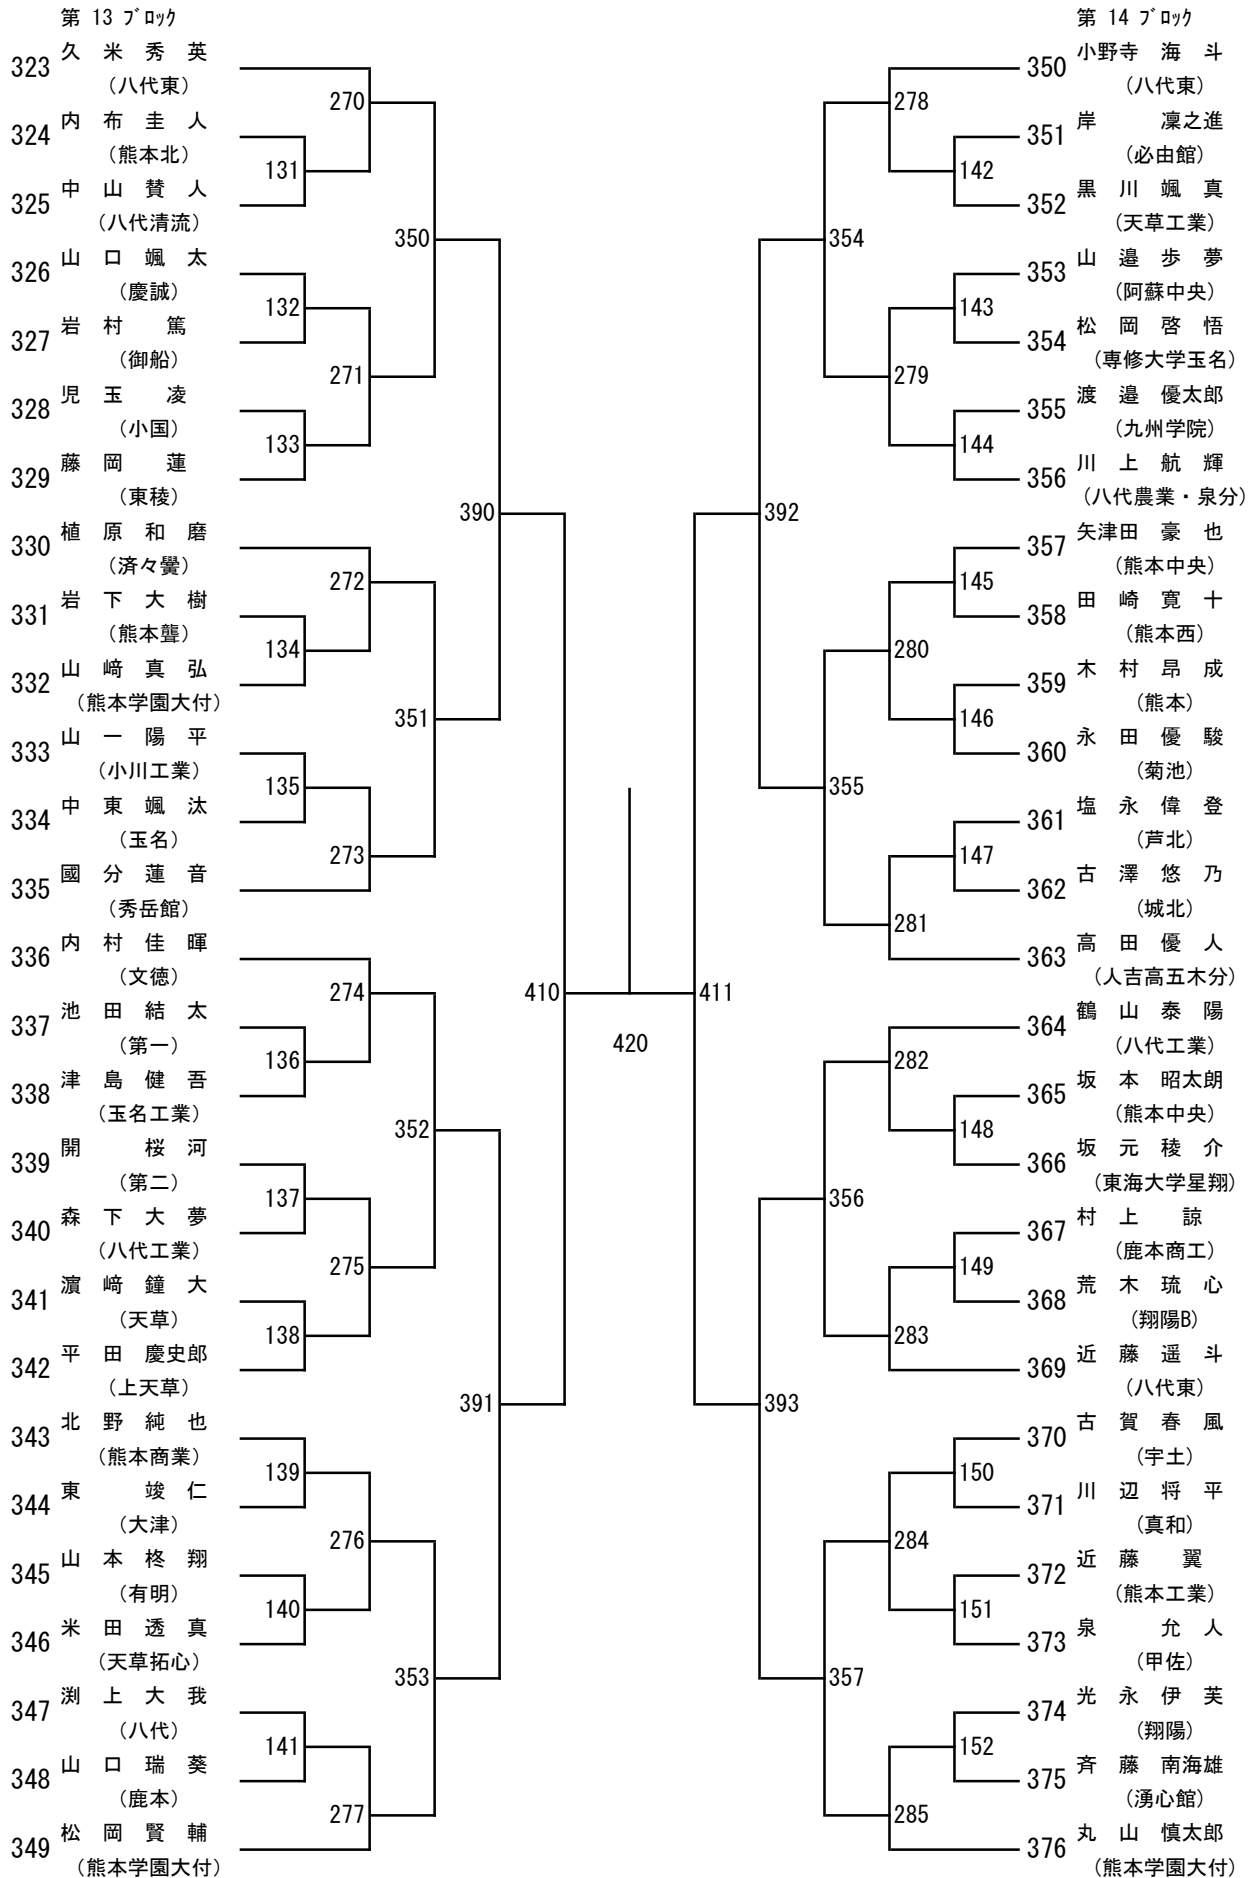 第 13 ブロック
323 久 米 秀 英
(八代東)
324 内 布 圭 人
(熊本北)
325 中 山 賛 人
(八代清流)
326 山 口 颯 太
(慶誠)
327 岩 村 篤
(御船)
328 児 玉 凌
(小国)
329 藤 岡 蓮
(東稜)
330 植 原 和 磨
(済々黌)
331 岩 下 大 樹
(熊本聾)
332 山 﨑 真 弘
(熊本学園大付)
333 山 一 陽 平
(小川工業)
334 中 東 颯 汰
(玉名)
335 國 分 蓮 音
(秀岳館)
336 内 村 佳 暉
(文徳)
337 池 田 結 太
(第一)
338 津 島 健 吾
(玉名工業)
339 開 桜 河
(第二)
340 森 下 大 夢
(八代工業)
341 濵 﨑 鐘 大
(天草)
342 平 田 慶史郎
(上天草)
343 北 野 純 也
(熊本商業)
344 東 竣 仁
(大津)
345 山 本 柊 翔
(有明)
346 米 田 透 真
(天草拓心)
347 渕 上 大 我
(八代)
348 山 口 瑞 葵
(鹿本)
349 松 岡 賢 輔
(熊本学園大付)
131
132
133
134
135
136
137
138
139
140
141
270
271
272
273
274
275
276
277
350
351
352
353
390
391
410
420
411
392
393
354
355
356
357
278
279
280
281
282
283
284
285
142
143
144
145
146
147
148
149
150
151
152
第 14 ブロック
350 小野寺 海 斗
(八代東)
351 岸 凜之進
(必由館)
352 黒 川 颯 真
(天草工業)
353 山 邉 歩 夢
(阿蘇中央)
354 松 岡 啓 悟
(専修大学玉名)
355 渡 邉 優太郎
(九州学院)
356 川 上 航 輝
(八代農業・泉分)
357 矢津田 豪 也
(熊本中央)
358 田 崎 寛 十
(熊本西)
359 木 村 昂 成
(熊本)
360 永 田 優 駿
(菊池)
361 塩 永 偉 登
(芦北)
362 古 澤 悠 乃
(城北)
363 高 田 優 人
(人吉高五木分)
364 鶴 山 泰 陽
(八代工業)
365 坂 本 昭太朗
(熊本中央)
366 坂 元 稜 介
(東海大学星翔)
367 村 上 諒
(鹿本商工)
368 荒 木 琉 心
(翔陽B)
369 近 藤 遥 斗
(八代東)
370 古 賀 春 風
(宇土)
371 川 辺 将 平
(真和)
372 近 藤 翼
(熊本工業)
373 泉 允 人
(甲佐)
374 光 永 伊 芙
(翔陽)
375 斉 藤 南海雄
(湧心館)
376 丸 山 慎太郎
(熊本学園大付)